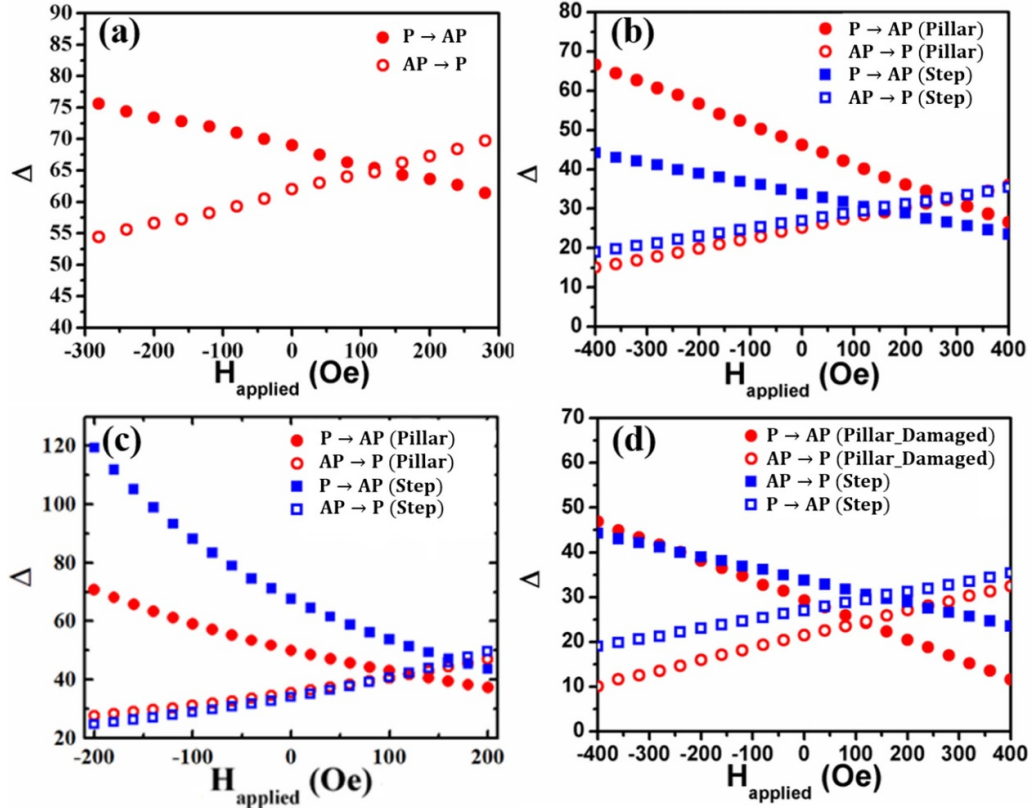 (a)
P → AP
AP → P
90
85
80
75
70
65
60
55
50
45
40
Δ
-300 -200 -100 0 100 200 300
H applied (Oe)
(b)
P → AP (Pillar)
AP → P (Pillar)
P → AP (Step)
AP → P (Step)
80
70
60
50
40
30
20
10
0
Δ
-400 -300 -200 -100 0 100 200 300 400
H applied (Oe)
(c)
P → AP (Pillar)
AP → P (Pillar)
P → AP (Step)
AP → P (Step)
120
100
80
60
40
20
Δ
-200 -100 0 100 200
H applied (Oe)
(d)
P → AP (Pillar_Damaged)
AP → P (Pillar_Damaged)
AP → P (Step)
P → AP (Step)
70
60
50
40
30
20
10
0
Δ
-400 -300 -200 -100 0 100 200 300 400
H applied (Oe)